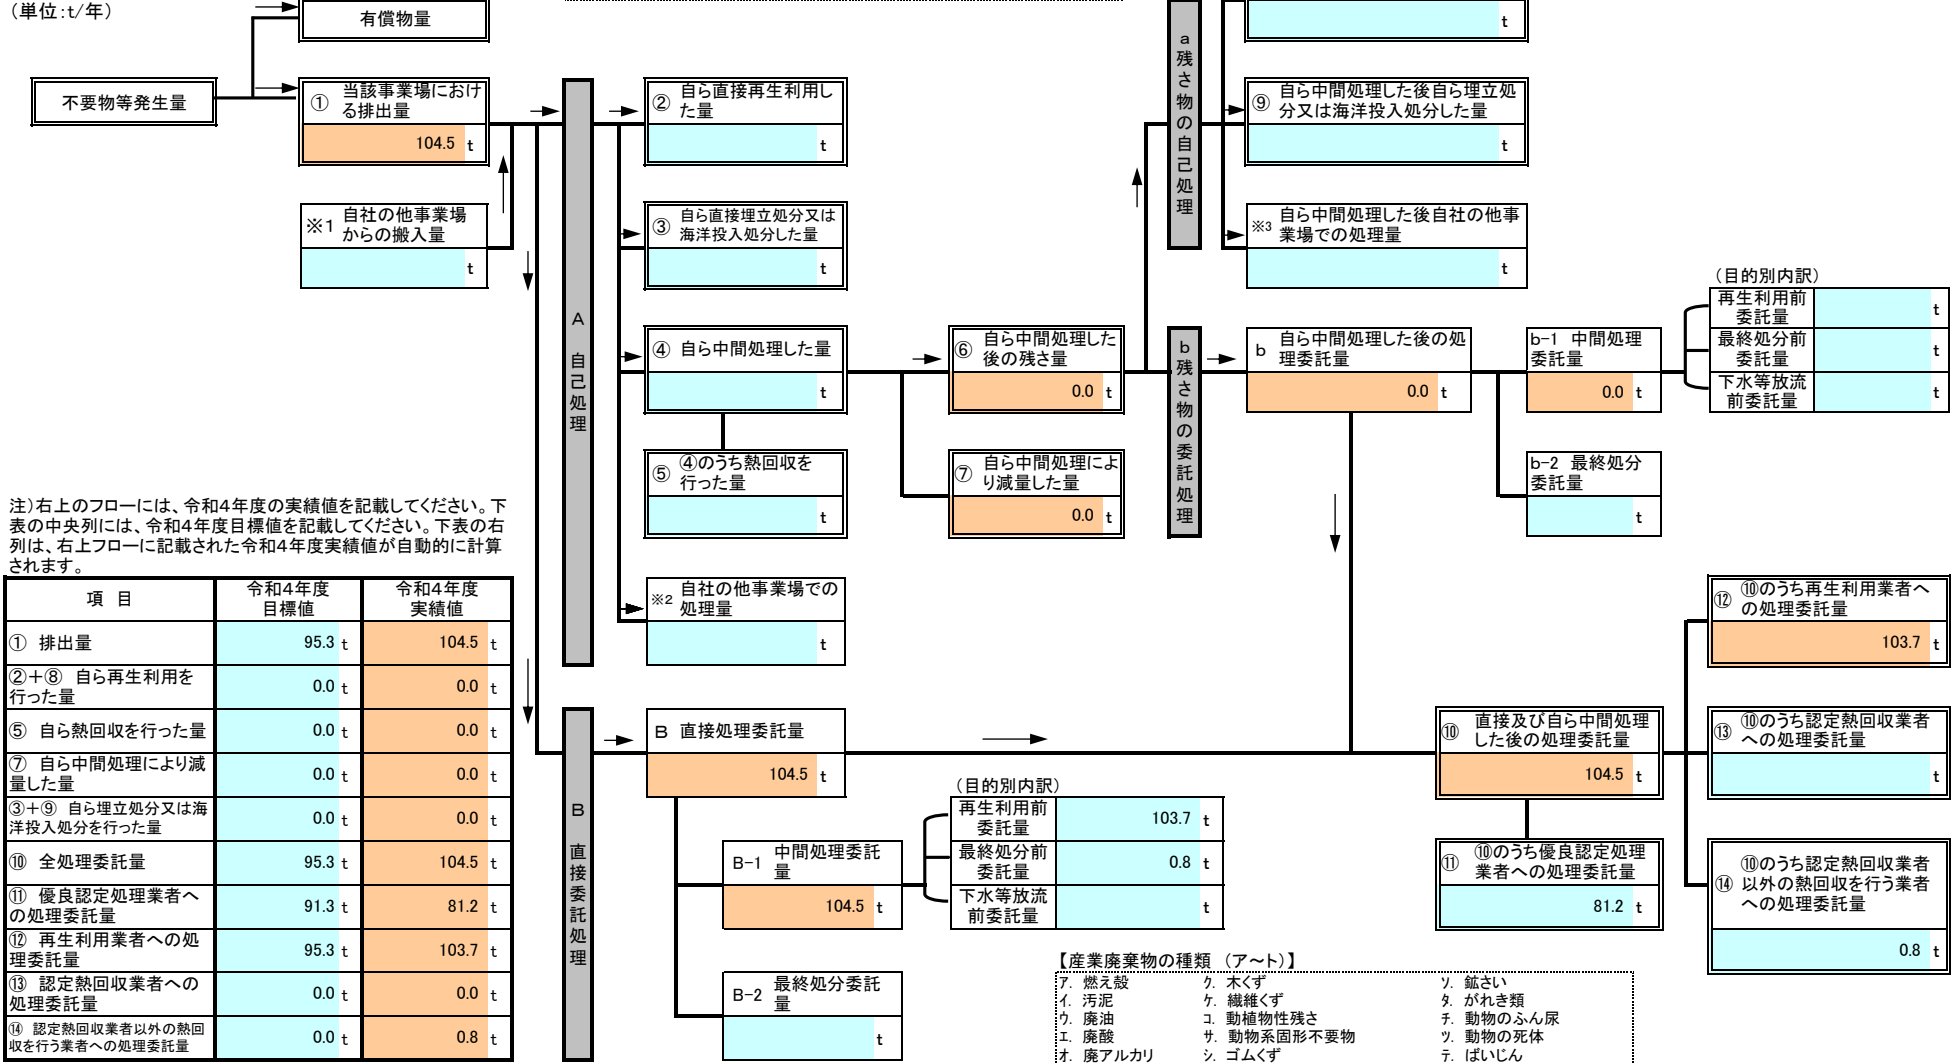 （単位：ｔ/年）
有償物量
不要物等発生量
① 当該事業場におけ
る排出量
104.5 t
※1 自社の他事業場
からの搬入量
t
A 自己処理
② 自ら直接再生利用し
た量
t
③ 自ら直接埋立処分又は
海洋投入処分した量
t
④ 自ら中間処理した量
t
⑤ ④のうち熱回収を
行った量
t
※2 自社の他事業場での
処理量
t
⑥ 自ら中間処理した
後の残さ量
0.0 t
⑦ 自ら中間処理によ
り減量した量
0.0 t
a 残さ物の自己処理
t
⑨ 自ら中間処理した後自ら埋立処
分又は海洋投入処分した量
t
※3 自ら中間処理した後自社の他事
業場での処理量
t
b 残さ物の委託処理
b 自ら中間処理した後の処
理委託量
0.0 t
b-1 中間処理
委託量
0.0 t
（目的別内訳）
再生利用前
委託量
t
最終処分前
委託量
t
下水等放流
前委託量
t
b-2 最終処分
委託量
t
注）右上のフローには、令和４年度の実績値を記載してください。下
表の中央列には、令和４年度目標値を記載してください。下表の右
列は、右上フローに記載された令和４年度実績値が自動的に計算
されます。
項 目 令和４年度
目標値 令和４年度
実績値
① 排出量 95.3 t 104.5 t
②＋⑧ 自ら再生利用を
行った量 0.0 t 0.0 t
⑤ 自ら熱回収を行った量 0.0 t 0.0 t
⑦ 自ら中間処理により減
量した量 0.0 t 0.0 t
③＋⑨ 自ら埋立処分又は海
洋投入処分を行った量 0.0 t 0.0 t
⑩ 全処理委託量 95.3 t 104.5 t
⑪ 優良認定処理業者へ
の処理委託量 91.3 t 81.2 t
⑫ 再生利用業者への処
理委託量 95.3 t 103.7 t
⑬ 認定熱回収業者への
処理委託量 0.0 t 0.0 t
⑭ 認定熱回収業者以外の熱回
収を行う業者への処理委託量 0.0 t 0.8 t
B 直接委託処理
B 直接処理委託量
104.5 t
B-1 中間処理委託
量
104.5 t
（目的別内訳）
再生利用前
委託量
103.7 t
最終処分前
委託量
0.8 t
下水等放流
前委託量
t
B-2 最終処分委託
量
t
⑩ 直接及び自ら中間処理
した後の処理委託量
104.5 t
⑪ ⑩のうち優良認定処理
業者への処理委託量
81.2 t
⑫ ⑩のうち再生利用業者へ
の処理委託量
103.7 t
⑬ ⑩のうち認定熱回収業者
への処理委託量
t
⑭ ⑩のうち認定熱回収業者
以外の熱回収を行う業者
への処理委託量
0.8 t
【産業廃棄物の種類 （ア～ト）】
ア. 燃え殻 ク. 木くず ソ. 鉱さい
イ. 汚泥 ケ. 繊維くず タ. がれき類
ウ. 廃油 コ. 動植物性残さ チ. 動物のふん尿
エ. 廃酸 サ. 動物系固形不要物 ツ. 動物の死体
オ. 廃アルカリ シ. ゴムくず テ. ばいじん